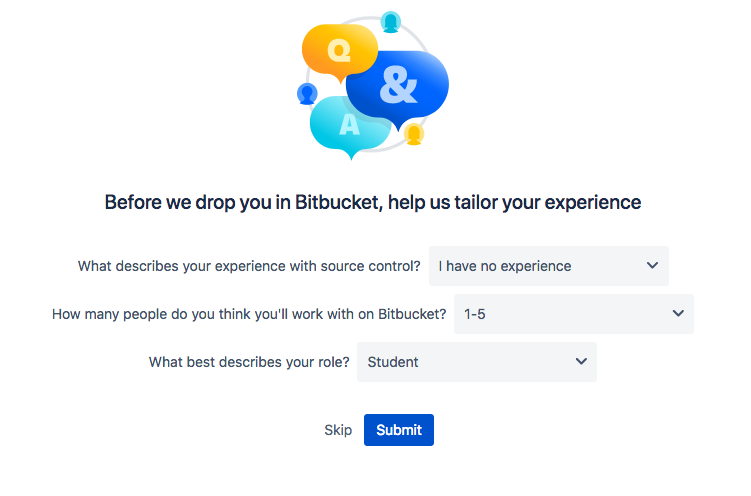 Q
&
A
Before we drop you in Bitbucket, help us tailor your experience
What describes your experience with source control? I have no experience
How many people do you think you'll work with on Bitbucket? 1-5
What best describes your role? Student
Skip Submit